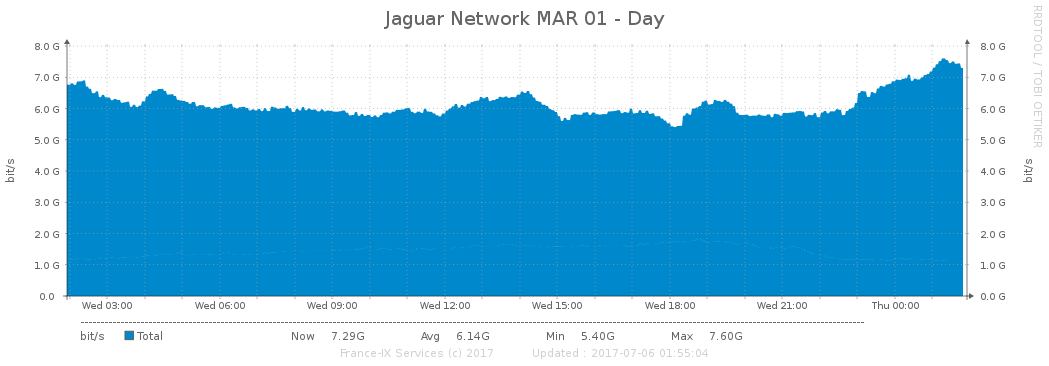 Jaguar Network MAR 01 - Day
RRDTOOL / TOBI OETIKER
8.0 G 8.0 G
7.0 G 7.0 G
6.0 G 6.0 G
5.0 G 5.0 G
4.0 G 4.0 G
3.0 G 3.0 G
2.0 G 2.0 G
1.0 G 1.0 G
0.0 0.0 G
bit/s bit/s
Wed 03:00 Wed 06:00 Wed 09:00 Wed 12:00 Wed 15:00 Wed 18:00 Wed 21:00 Thu 00:00
bit/s Total Now 7.29G Avg 6.14G Min 5.40G Max 7.60G
France-IX Services (c) 2017 Updated : 2017-07-06 01:55:04